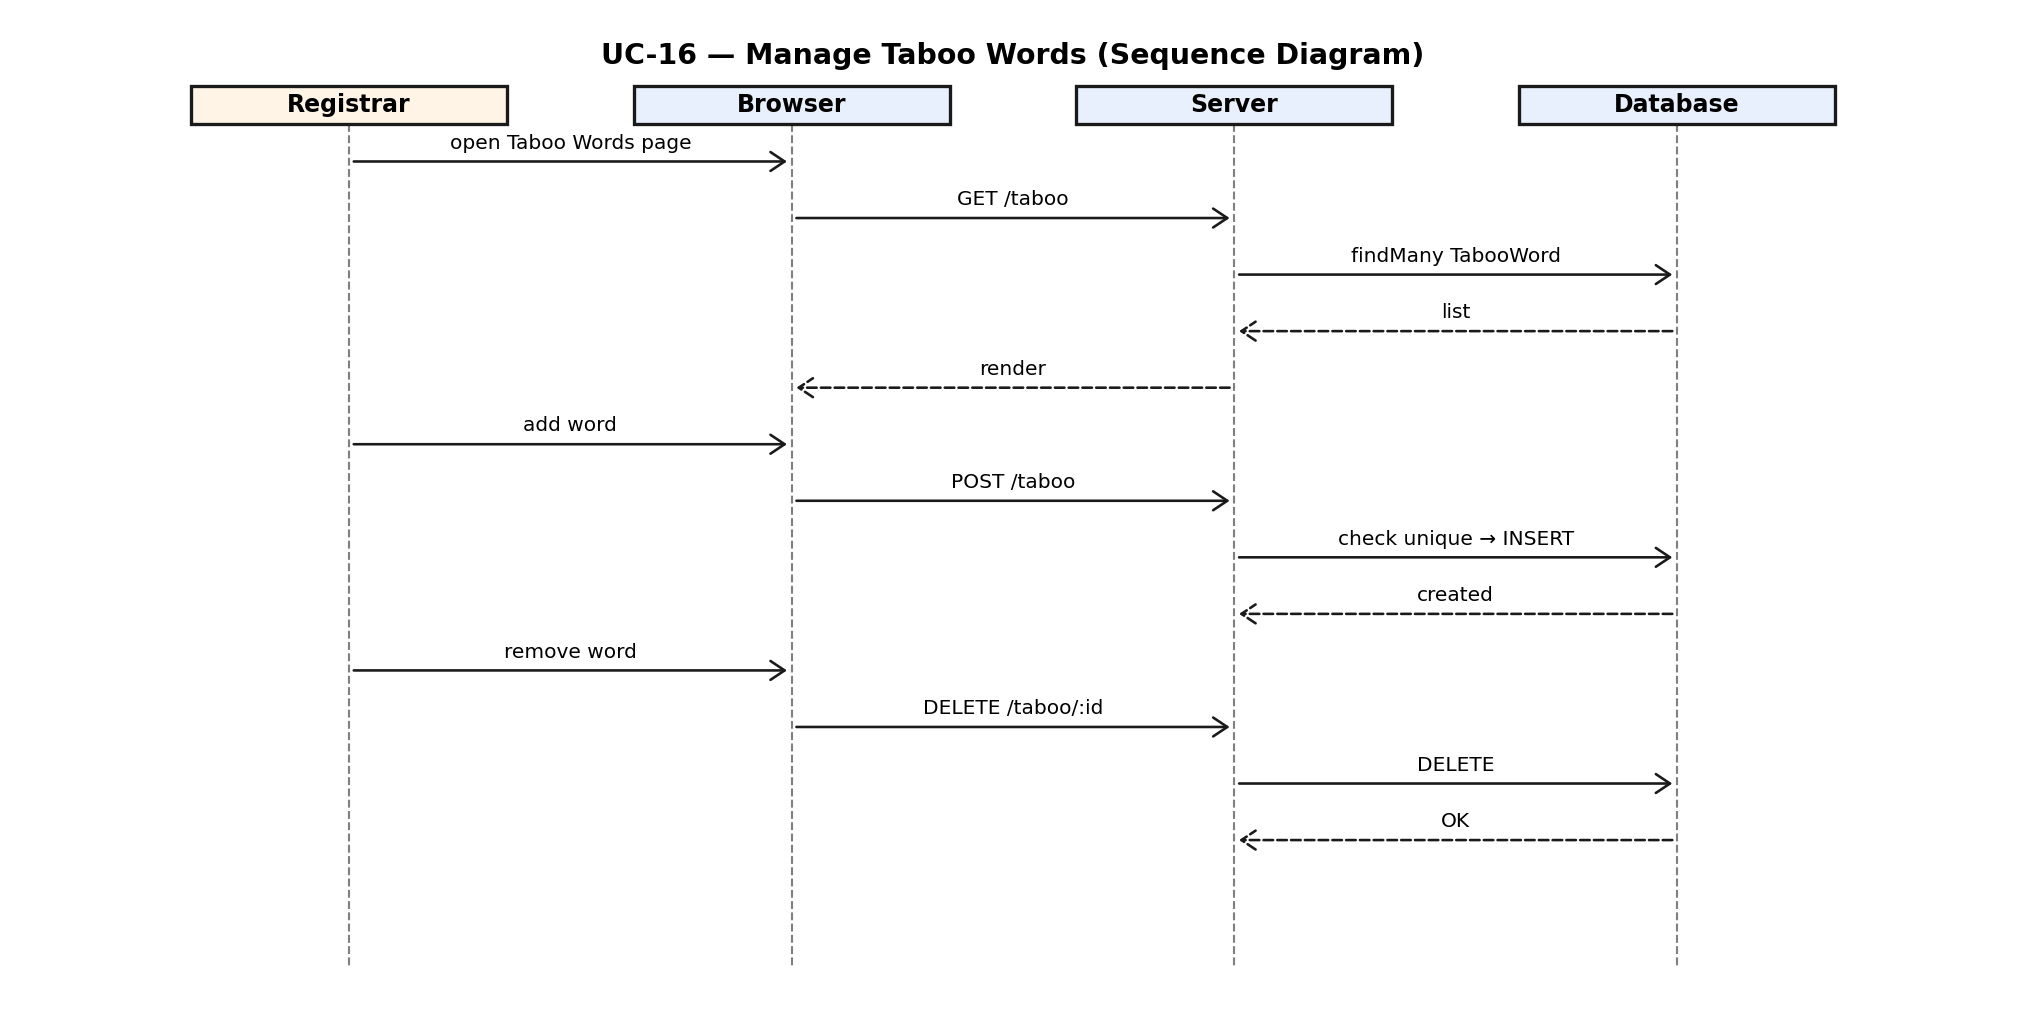 UC-16 — Manage Taboo Words (Sequence Diagram)
Registrar
Browser
Server
Database
open Taboo Words page
GET /taboo
findMany TabooWord
list
render
add word
POST /taboo
check unique → INSERT
created
remove word
DELETE /taboo/:id
DELETE
OK